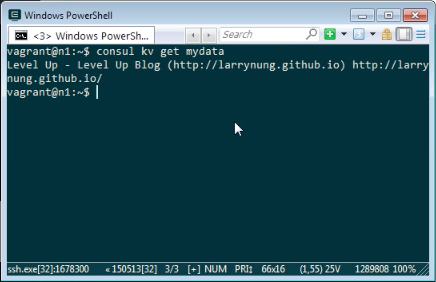 Windows PowerShell
<3> Windows PowerSh...
Search
vagrant@n1:~$ consul kv get mydata
Level Up - Level Up Blog (http://larrynung.github.io) http://larry
nung.github.io/
vagrant@n1:~$
ssh.exe[32]:1678300 «150513[32] 3/3 [+] NUM PRI‡ 66x16 (1,55) 25V 1289808 100%